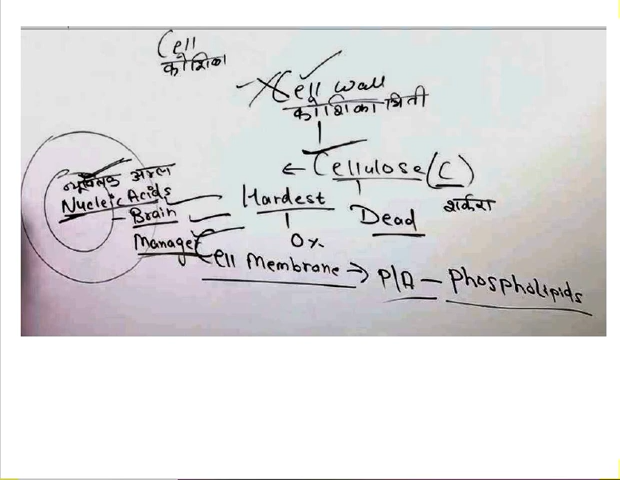 Cell
कोशिका
Cell wall
कोशिका भिती
← Cellulose (C)
शर्करा
न्यूक्लिक अम्ल
Nucleic Acids
Hardest
Dead
- Brain
0%
Manager
Cell Membrane → P/A - Phospholipids